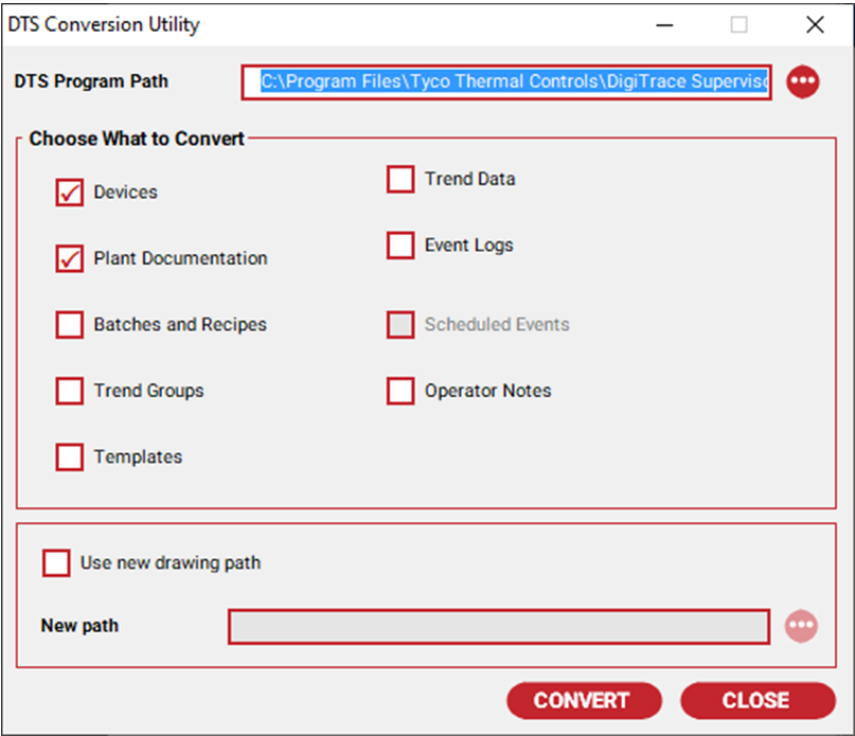 DTS Conversion Utility
DTS Program Path
C:\Program Files\Tyco Thermal Controls\DigiTrace
Choose What to Convert
Devices
Trend Data
Plant Documentation
Event Logs
Batches and Recipes
Scheduled Events
Trend Groups
Operator Notes
Templates
Use new drawing path
New path
CONVERT
CLOSE